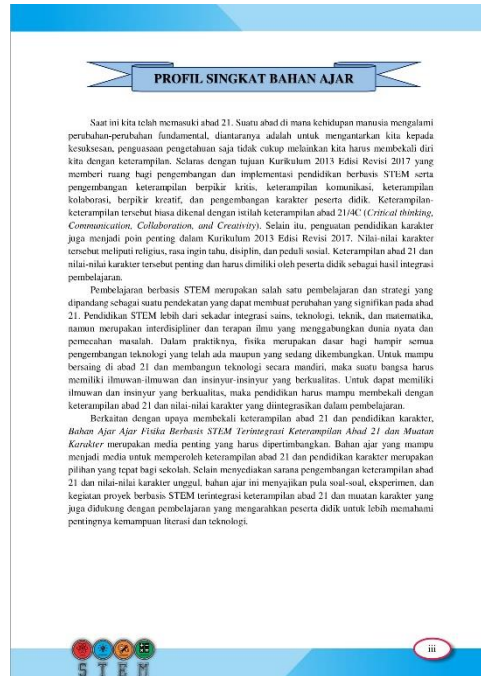 PROFIL SINGKAT BAHAN AJAR
Saat ini kita telah memasuki abad 21. Suatu abad di mana kehidupan manusia mengalami
perubahan-perubahan fundamental, diantaranya adalah untuk mengantarkan kita kepada
kesuksesan, penguasaan pengetahuan saja tidak cukup melainkan kita harus membekali diri
kita dengan keterampilan. Selaras dengan tujuan Kurikulum 2013 Edisi Revisi 2017 yang
memberi ruang bagi pengembangan dan implementasi pendidikan berbasis STEM serta
pengembangan keterampilan berpikir kritis, keterampilan komunikasi, keterampilan
kolaborasi, berpikir kreatif, dan pengembangan karakter peserta didik. Keterampilan-
keterampilan tersebut biasa dikenal dengan istilah keterampilan abad 21/4C (Critical thinking,
Communication, Collaboration, and Creativity). Selain itu, penguatan pendidikan karakter
juga menjadi poin penting dalam Kurikulum 2013 Edisi Revisi 2017. Nilai-nilai karakter
tersebut meliputi religius, rasa ingin tahu, disiplin, dan peduli sosial. Keterampilan abad 21 dan
nilai-nilai karakter tersebut penting dan harus dimiliki oleh peserta didik sebagai hasil integrasi
pembelajaran.
Pembelajaran berbasis STEM merupakan salah satu pembelajaran dan strategi yang
dipandang sebagai suatu pendekatan yang dapat membuat perubahan yang signifikan pada abad
21. Pendidikan STEM lebih dari sekadar integrasi sains, teknologi, teknik, dan matematika,
namun merupakan interdisipliner dan terapan ilmu yang menggabungkan dunia nyata dan
pemecahan masalah. Dalam praktiknya, fisika merupakan dasar bagi hampir semua
pengembangan teknologi yang telah ada maupun yang sedang dikembangkan. Untuk mampu
bersaing di abad 21 dan membangun teknologi secara mandiri, maka suatu bangsa harus
memiliki ilmuwan-ilmuwan dan insinyur-insinyur yang berkualitas. Untuk dapat memiliki
ilmuwan dan insinyur yang berkualitas, maka pendidikan harus mampu membekali dengan
keterampilan abad 21 dan nilai-nilai karakter yang diintegrasikan dalam pembelajaran.
Berkaitan dengan upaya membekali keterampilan abad 21 dan pendidikan karakter,
Bahan Ajar Ajar Fisika Berbasis STEM Terintegrasi Keterampilan Abad 21 dan Muatan
Karakter merupakan media penting yang harus dipertimbangkan. Bahan ajar yang mampu
menjadi media untuk memperoleh keterampilan abad 21 dan pendidikan karakter merupakan
pilihan yang tepat bagi sekolah. Selain menyediakan sarana pengembangan keterampilan abad
21 dan nilai-nilai karakter unggul, bahan ajar ini menyajikan pula soal-soal, eksperimen, dan
kegiatan proyek berbasis STEM terintegrasi keterampilan abad 21 dan muatan karakter yang
juga didukung dengan pembelajaran yang mengarahkan peserta didik untuk lebih memahami
pentingnya kemampuan literasi dan teknologi.
S T E M
iii